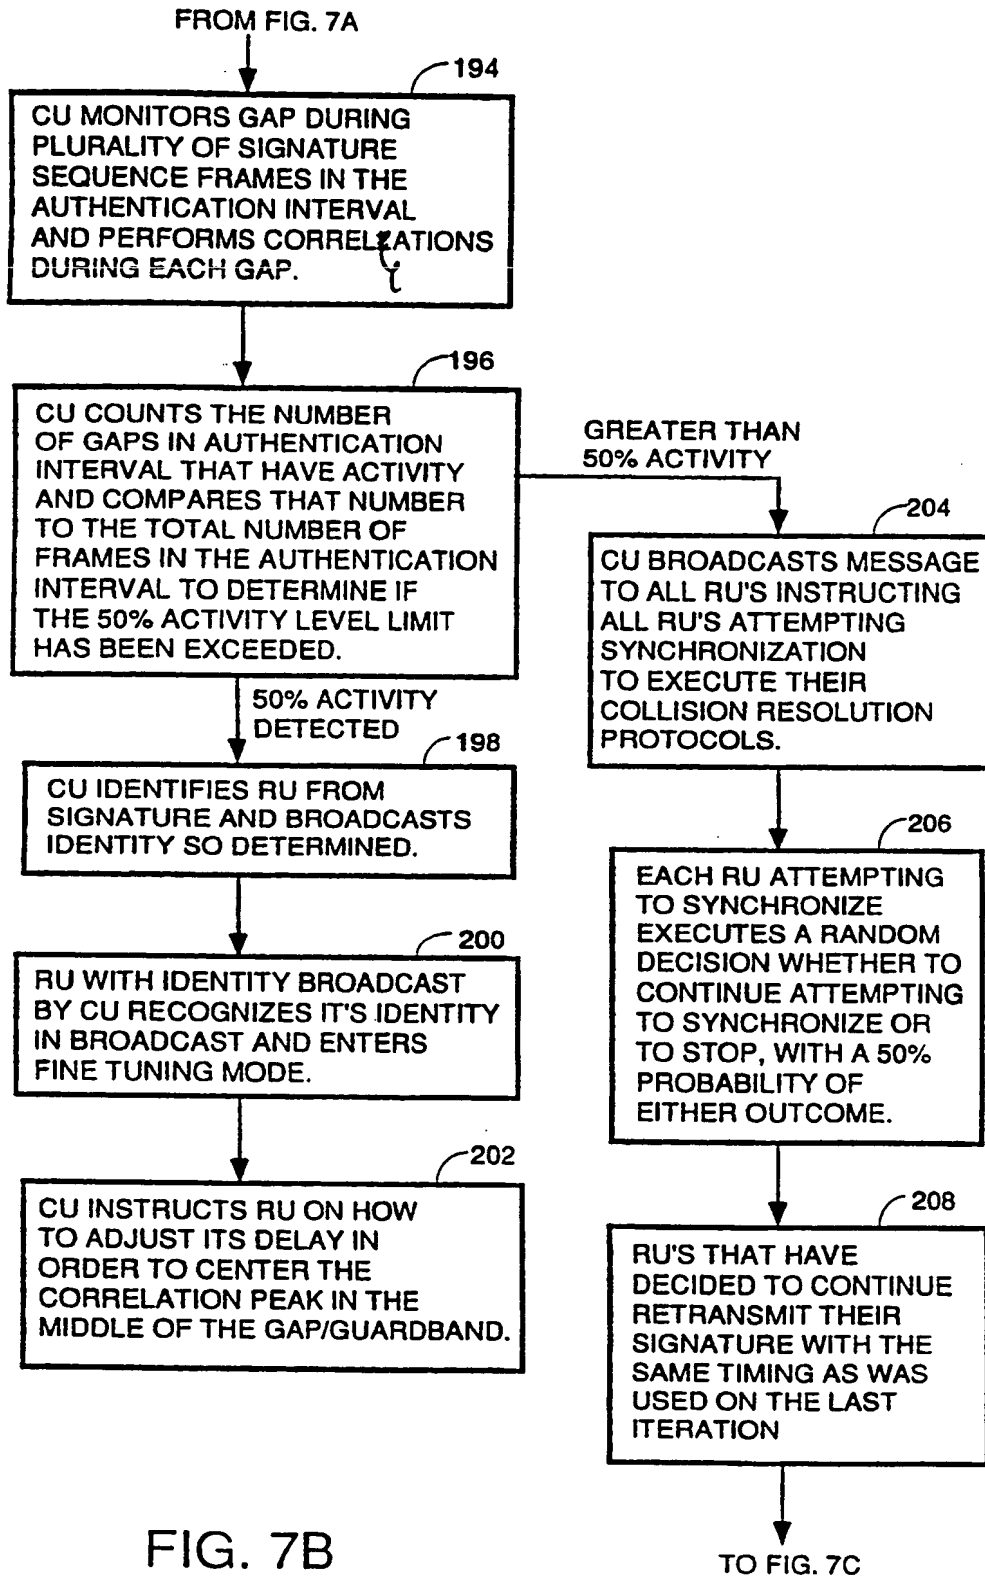 FROM FIG. 7A
194
CU MONITORS GAP DURING
PLURALITY OF SIGNATURE
SEQUENCE FRAMES IN THE
AUTHENTICATION INTERVAL
AND PERFORMS CORRELATIONS
DURING EACH GAP.
196
CU COUNTS THE NUMBER
OF GAPS IN AUTHENTICATION
INTERVAL THAT HAVE ACTIVITY
AND COMPARES THAT NUMBER
TO THE TOTAL NUMBER OF
FRAMES IN THE AUTHENTICATION
INTERVAL TO DETERMINE IF
THE 50% ACTIVITY LEVEL LIMIT
HAS BEEN EXCEEDED.
GREATER THAN
50% ACTIVITY
50% ACTIVITY
DETECTED
198
CU IDENTIFIES RU FROM
SIGNATURE AND BROADCASTS
IDENTITY SO DETERMINED.
200
RU WITH IDENTITY BROADCAST
BY CU RECOGNIZES IT'S IDENTITY
IN BROADCAST AND ENTERS
FINE TUNING MODE.
202
CU INSTRUCTS RU ON HOW
TO ADJUST ITS DELAY IN
ORDER TO CENTER THE
CORRELATION PEAK IN THE
MIDDLE OF THE GAP/GUARDBAND.
204
CU BROADCASTS MESSAGE
TO ALL RU'S INSTRUCTING
ALL RU'S ATTEMPTING
SYNCHRONIZATION
TO EXECUTE THEIR
COLLISION RESOLUTION
PROTOCOLS.
206
EACH RU ATTEMPTING
TO SYNCHRONIZE
EXECUTES A RANDOM
DECISION WHETHER TO
CONTINUE ATTEMPTING
TO SYNCHRONIZE OR
TO STOP, WITH A 50%
PROBABILITY OF
EITHER OUTCOME.
208
RU'S THAT HAVE
DECIDED TO CONTINUE
RETRANSMIT THEIR
SIGNATURE WITH THE
SAME TIMING AS WAS
USED ON THE LAST
ITERATION
TO FIG. 7C
FIG. 7B